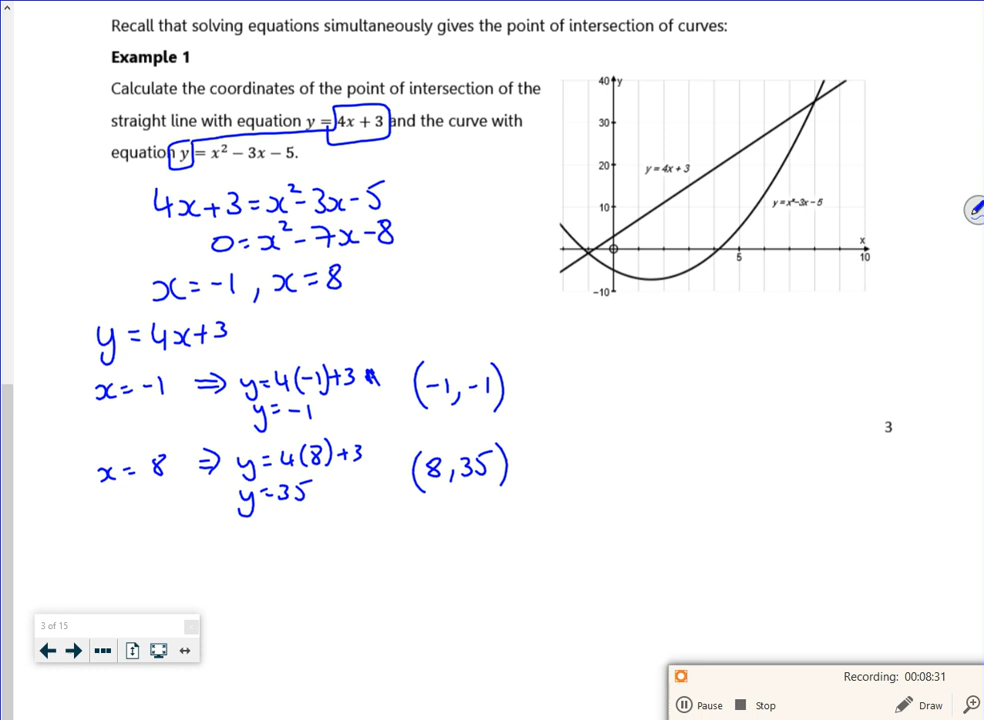 Recall that solving equations simultaneously gives the point of intersection of curves:
Example 1
Calculate the coordinates of the point of intersection of the
straight line with equation y = 4x + 3 and the curve with
equation y = x² − 3x − 5.
40 y
30
20
10
−10
5
10
x
y = 4x + 3
y = x² − 3x − 5
4x+3=x²-3x-5
0=x²-7x-8
x=-1, x=8
y=4x+3
x=-1 ⇒ y=4(-1)+3 (-1,-1)
y=-1
x=8 ⇒ y=4(8)+3 (8,35)
y=35
3
3 of 15
Recording: 00:08:31
Pause Stop Draw